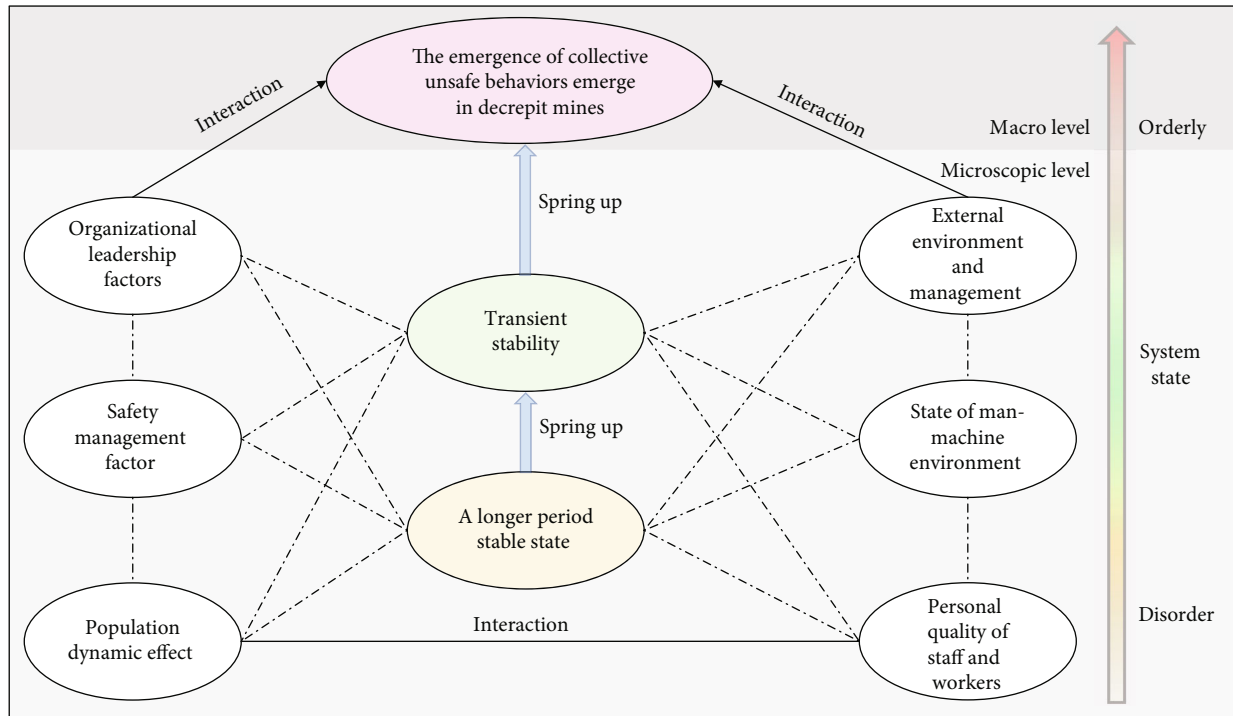 The emergence of collective
unsafe behaviors emerge
in decrepit mines
Interaction
Interaction
Macro level
Orderly
Microscopic level
Spring up
Organizational
leadership
factors
External
environment
and
management
Transient
stability
System
state
Safety
management
factor
Spring up
State of man-
machine
environment
A longer period
stable state
Population
dynamic effect
Interaction
Personal
quality of
staff and
workers
Disorder